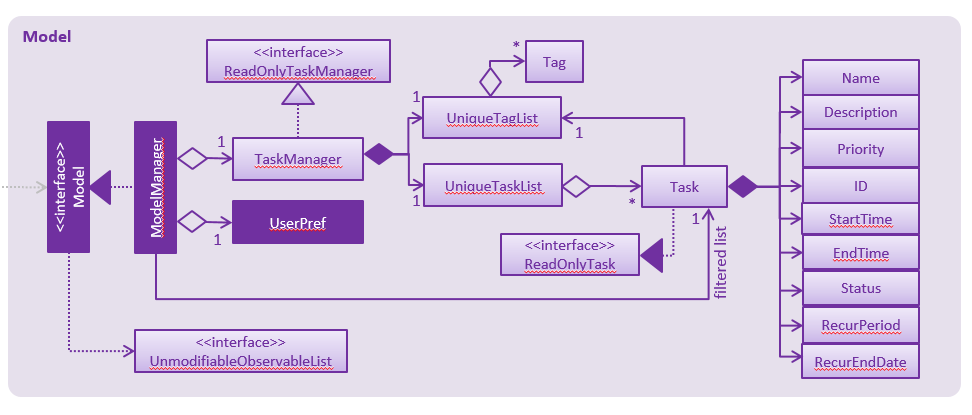 Model
<<interface>>
Model
ModelManager
<<interface>>
ReadOnlyTaskManager
1
TaskManager
1
UserPref
<<interface>>
UnmodifiableObservableList
*
Tag
1
UniqueTagList
1
UniqueTaskList
1
*
Task
1
filtered list
<<interface>>
ReadOnlyTask
Name
Description
Priority
ID
StartTime
EndTime
Status
RecurPeriod
RecurEndDate